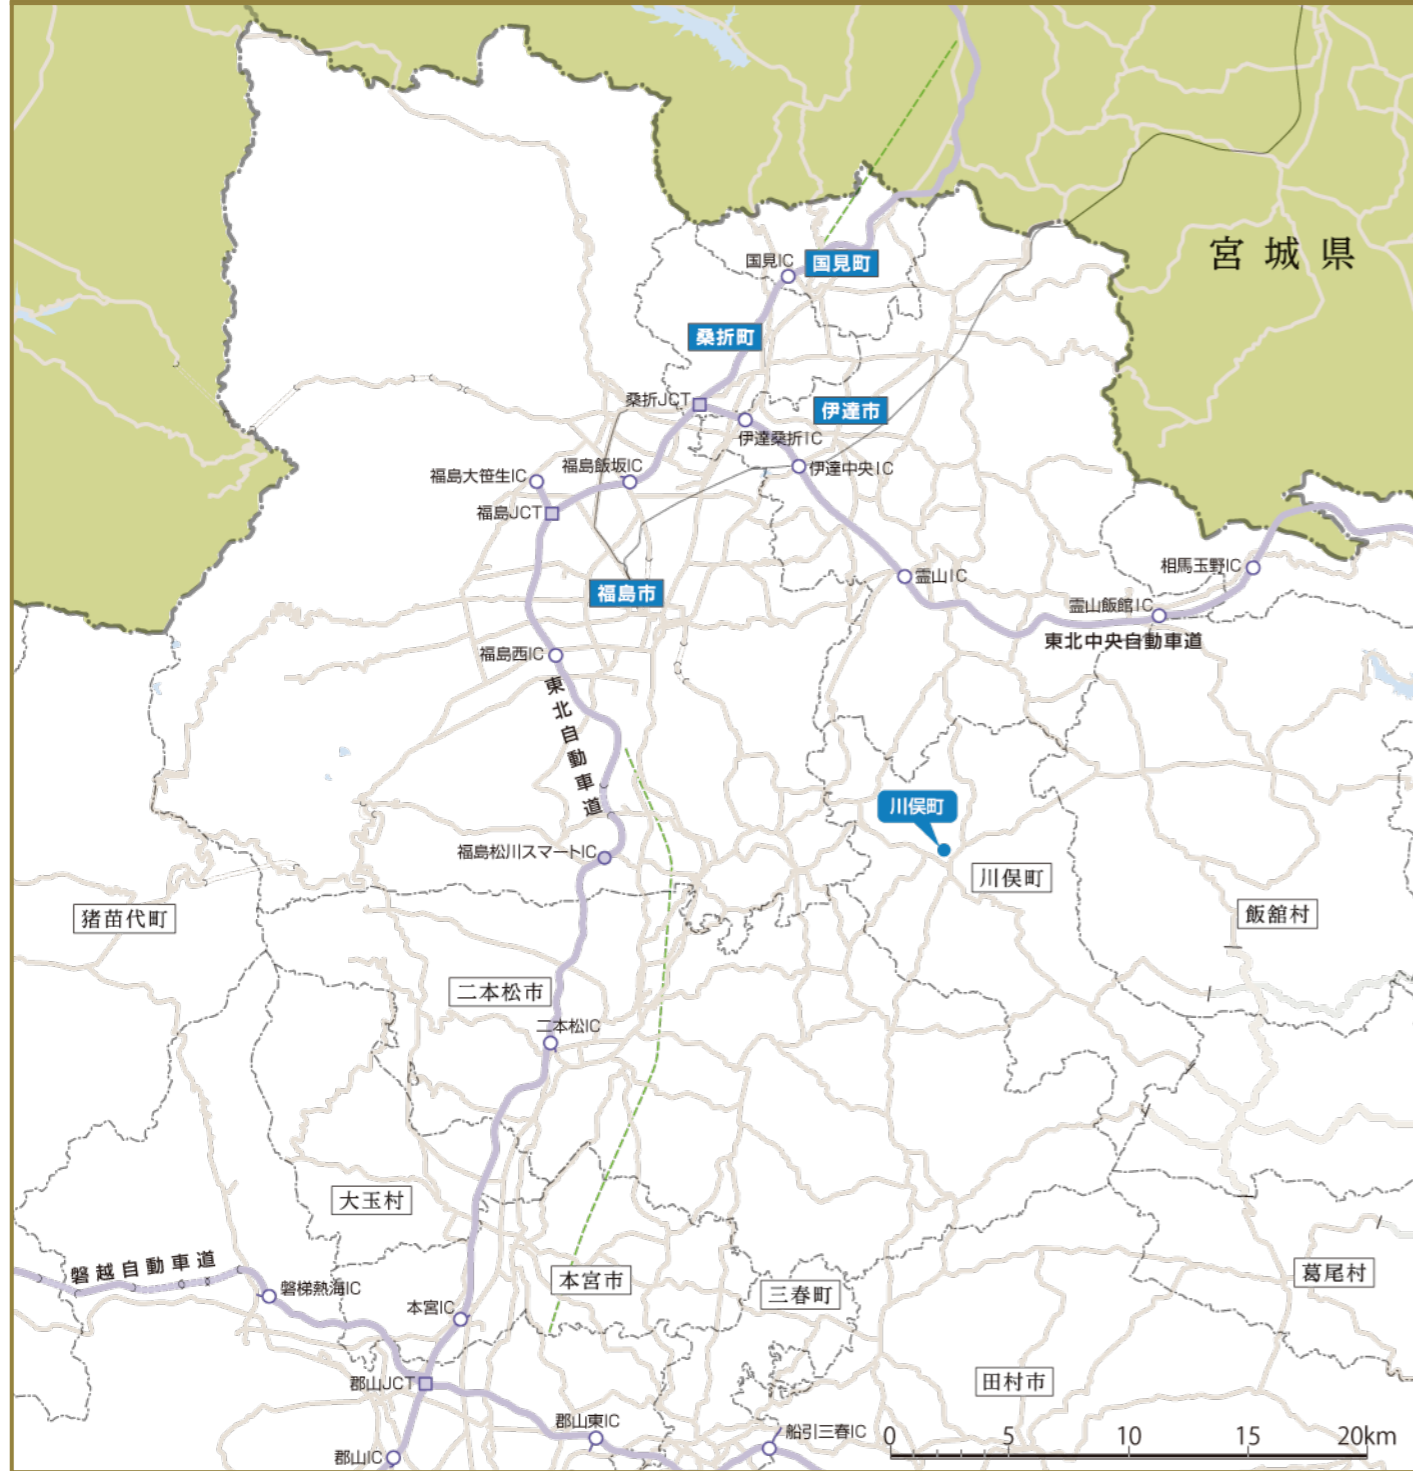 宮城県
国見IC
国見町
桑折町
桑折JCT
伊達市
伊達桑折IC
福島大笹生IC
福島飯坂IC
伊達中央IC
福島JCT
相馬玉野IC
霊山IC
福島市
霊山飯館IC
東北中央自動車道
福島西IC
東北自動車道
川俣町
福島松川スマートIC
川俣町
猪苗代町
飯舘村
二本松市
二本松IC
大玉村
磐越自動車道
磐梯熱海IC
本宮市
三春町
葛尾村
本宮IC
郡山JCT
田村市
郡山東IC
船引三春IC
郡山IC
0 5 10 15 20km